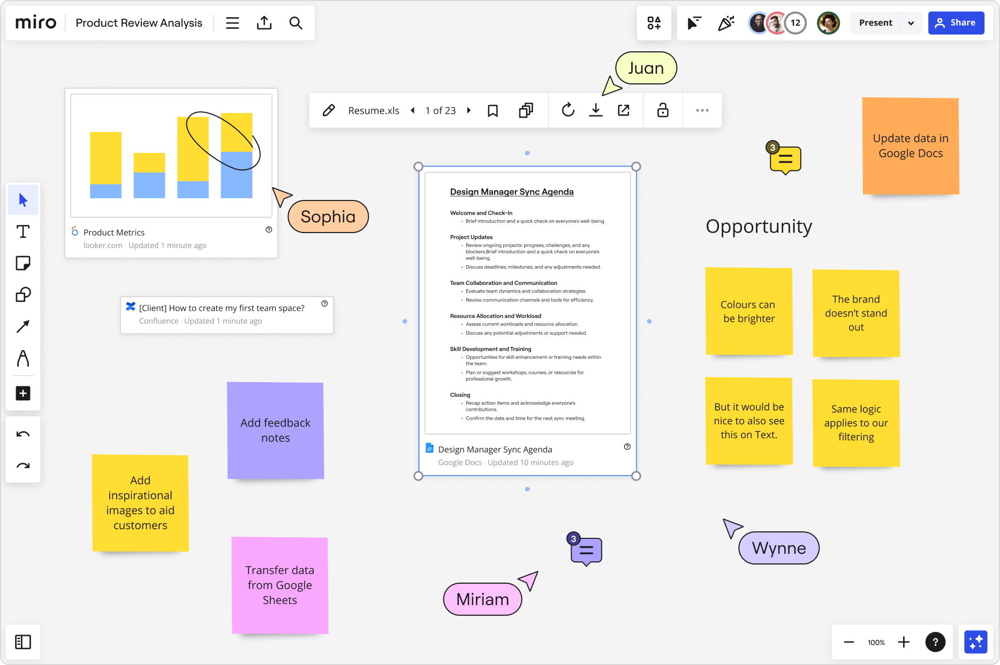 miro
Product Review Analysis
12
Present
Share
Juan
Resume.xls
1 of 23
Product Metrics
looker.com
Updated 1 minute ago
Sophia
[Client] How to create my first team space?
Confluence
Updated 1 minute ago
Design Manager Sync Agenda
Welcome and Check-In
• Brief introduction and a quick check on everyone's well-being.
Project Updates
• Review ongoing projects: progress, challenges, and any
blockers.Brief introduction and a quick check on everyone's
well-being.
• Discuss deadlines, milestones, and any adjustments needed.
Team Collaboration and Communication
• Evaluate team dynamics and collaboration strategies.
• Review communication channels and tools for efficiency.
Resource Allocation and Workload
• Assess current workloads and resource allocation.
• Discuss any potential adjustments or support needed.
Skill Development and Training
• Opportunities for skill enhancement or training needs within
the team.
• Plan or suggest workshops, courses, or resources for
professional growth.
Closing
• Recap action items and acknowledge everyone's
contributions.
• Confirm the date and time for the next sync meeting.
Design Manager Sync Agenda
Google Docs
Updated 10 minutes ago
3
Update data in
Google Docs
Opportunity
Colours can
be brighter
The brand
doesn't stand
out
But it would be
nice to also see
this on Text.
Same logic
applies to our
filtering
Add feedback
notes
Add
inspirational
images to aid
customers
Transfer data
from Google
Sheets
3
Miriam
Wynne
100%
?